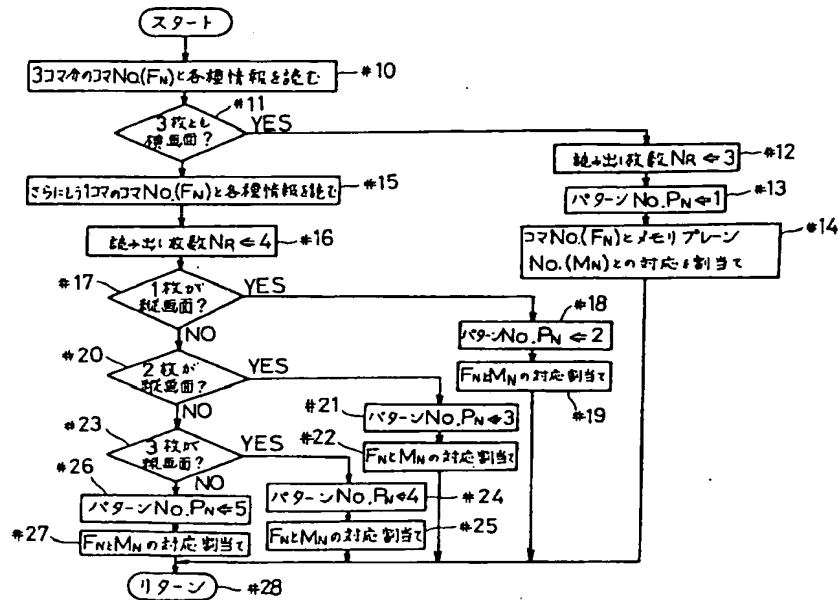 スタート
3コマ分のコマNo.(FN)と各種情報を読む
#10
#11
3枚とも
横画面?
YES
読み出し枚数NR⇐3
#12
パターンNo.PN⇐1
#13
コマNo.(FN)とメモリプレーン
No.(MN)との対応を割当て
#14
さらにもう1コマのコマNo.(FN)と各種情報を読む
#15
読み出し枚数NR⇐4
#16
#17
1枚が
縦画面?
YES
NO
#18
パターンNo.PN⇐2
FNとMNの対応割当て
#19
#20
2枚が
縦画面?
YES
NO
#21
パターンNo.PN⇐3
#22
FNとMNの対応割当て
#23
3枚が
縦画面?
YES
NO
パターンNo.PN⇐4
#24
FNとMNの対応割当て
#25
#26
パターンNo.PN⇐5
#27
FNとMNの対応割当て
リターン
#28